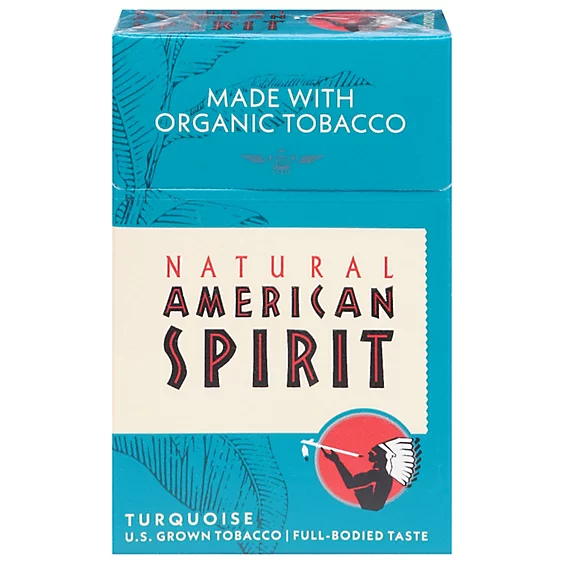 MADE WITH
ORGANIC TOBACCO
NATURAL
AMERICAN
SPIRIT
TURQUOISE
U.S. GROWN TOBACCO | FULL-BODIED TASTE